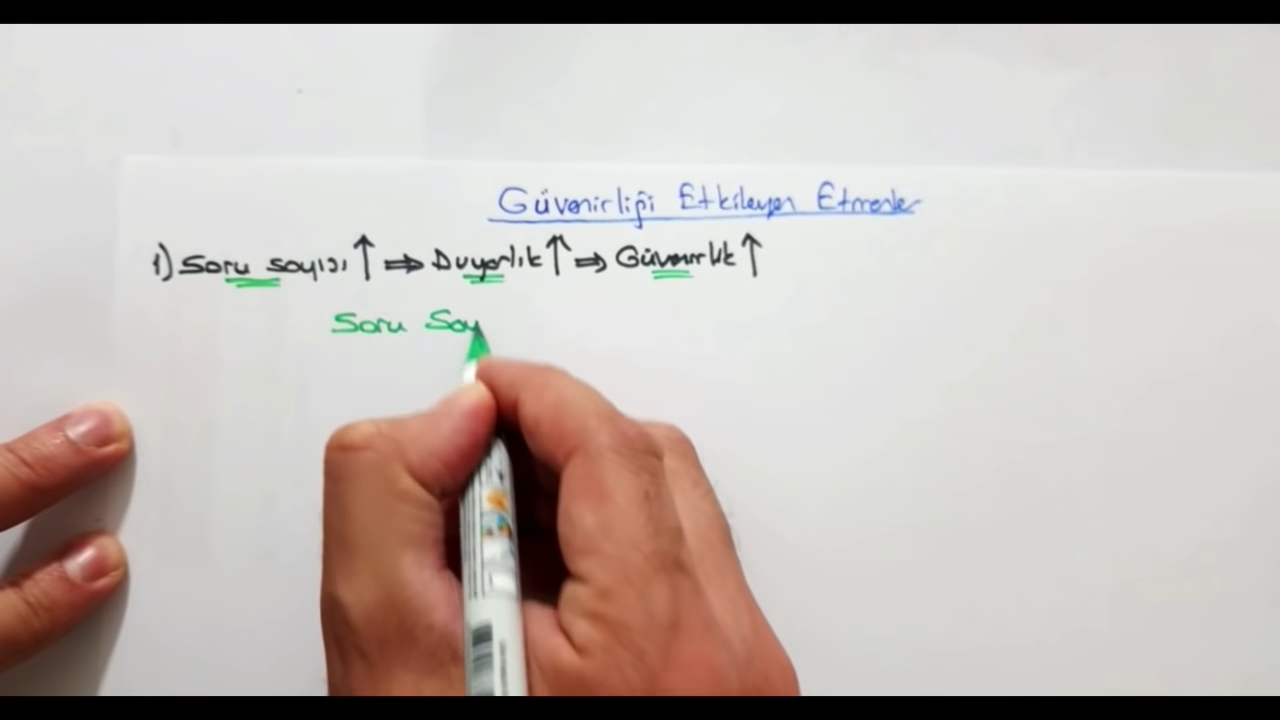 Güvenirliği Etkileyen Etmenler
1) Soru sayısı ↑ ⇒ Duyarlık ↑ ⇒ Güvenirlik ↑
Soru Say